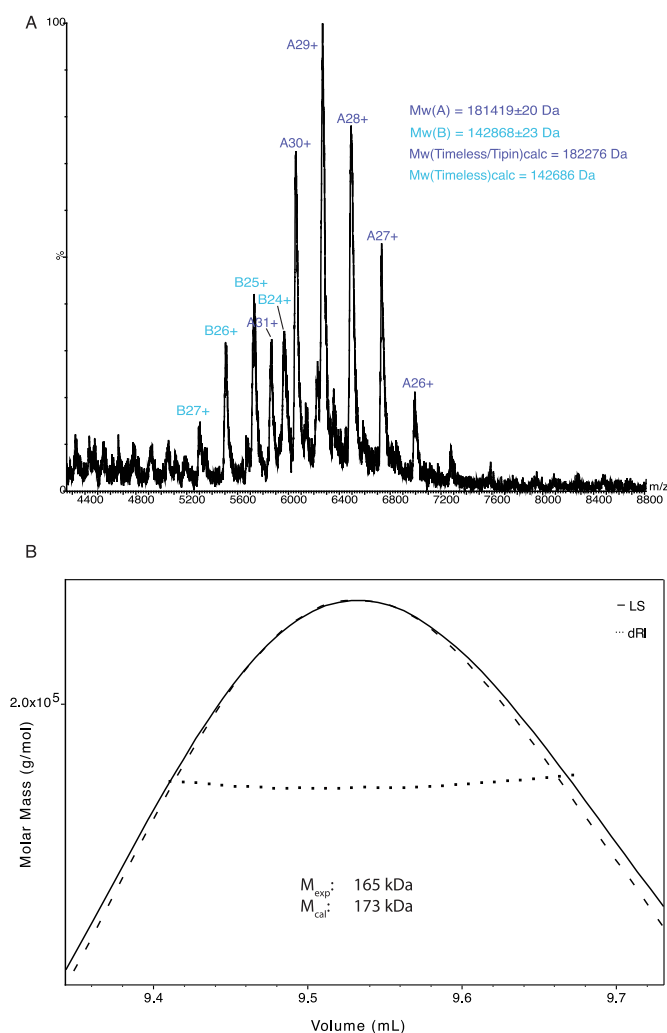 A
100
A29+
Mw(A) = 181419±20 Da
A28+
Mw(B) = 142868±23 Da
A30+
Mw(Timeless/Tipin)calc = 182276 Da
Mw(Timeless)calc = 142686 Da
A27+
%
B25+
B24+
A31+
B26+
A26+
B27+
0
m/z
4400 4800 5200 5600 6000 6400 6800 7200 7600 8000 8400 8800
B
– LS
··· dRI
2.0x10⁵
Molar Mass (g/mol)
Mexp: 165 kDa
Mcal: 173 kDa
9.4 9.5 9.6 9.7
Volume (mL)